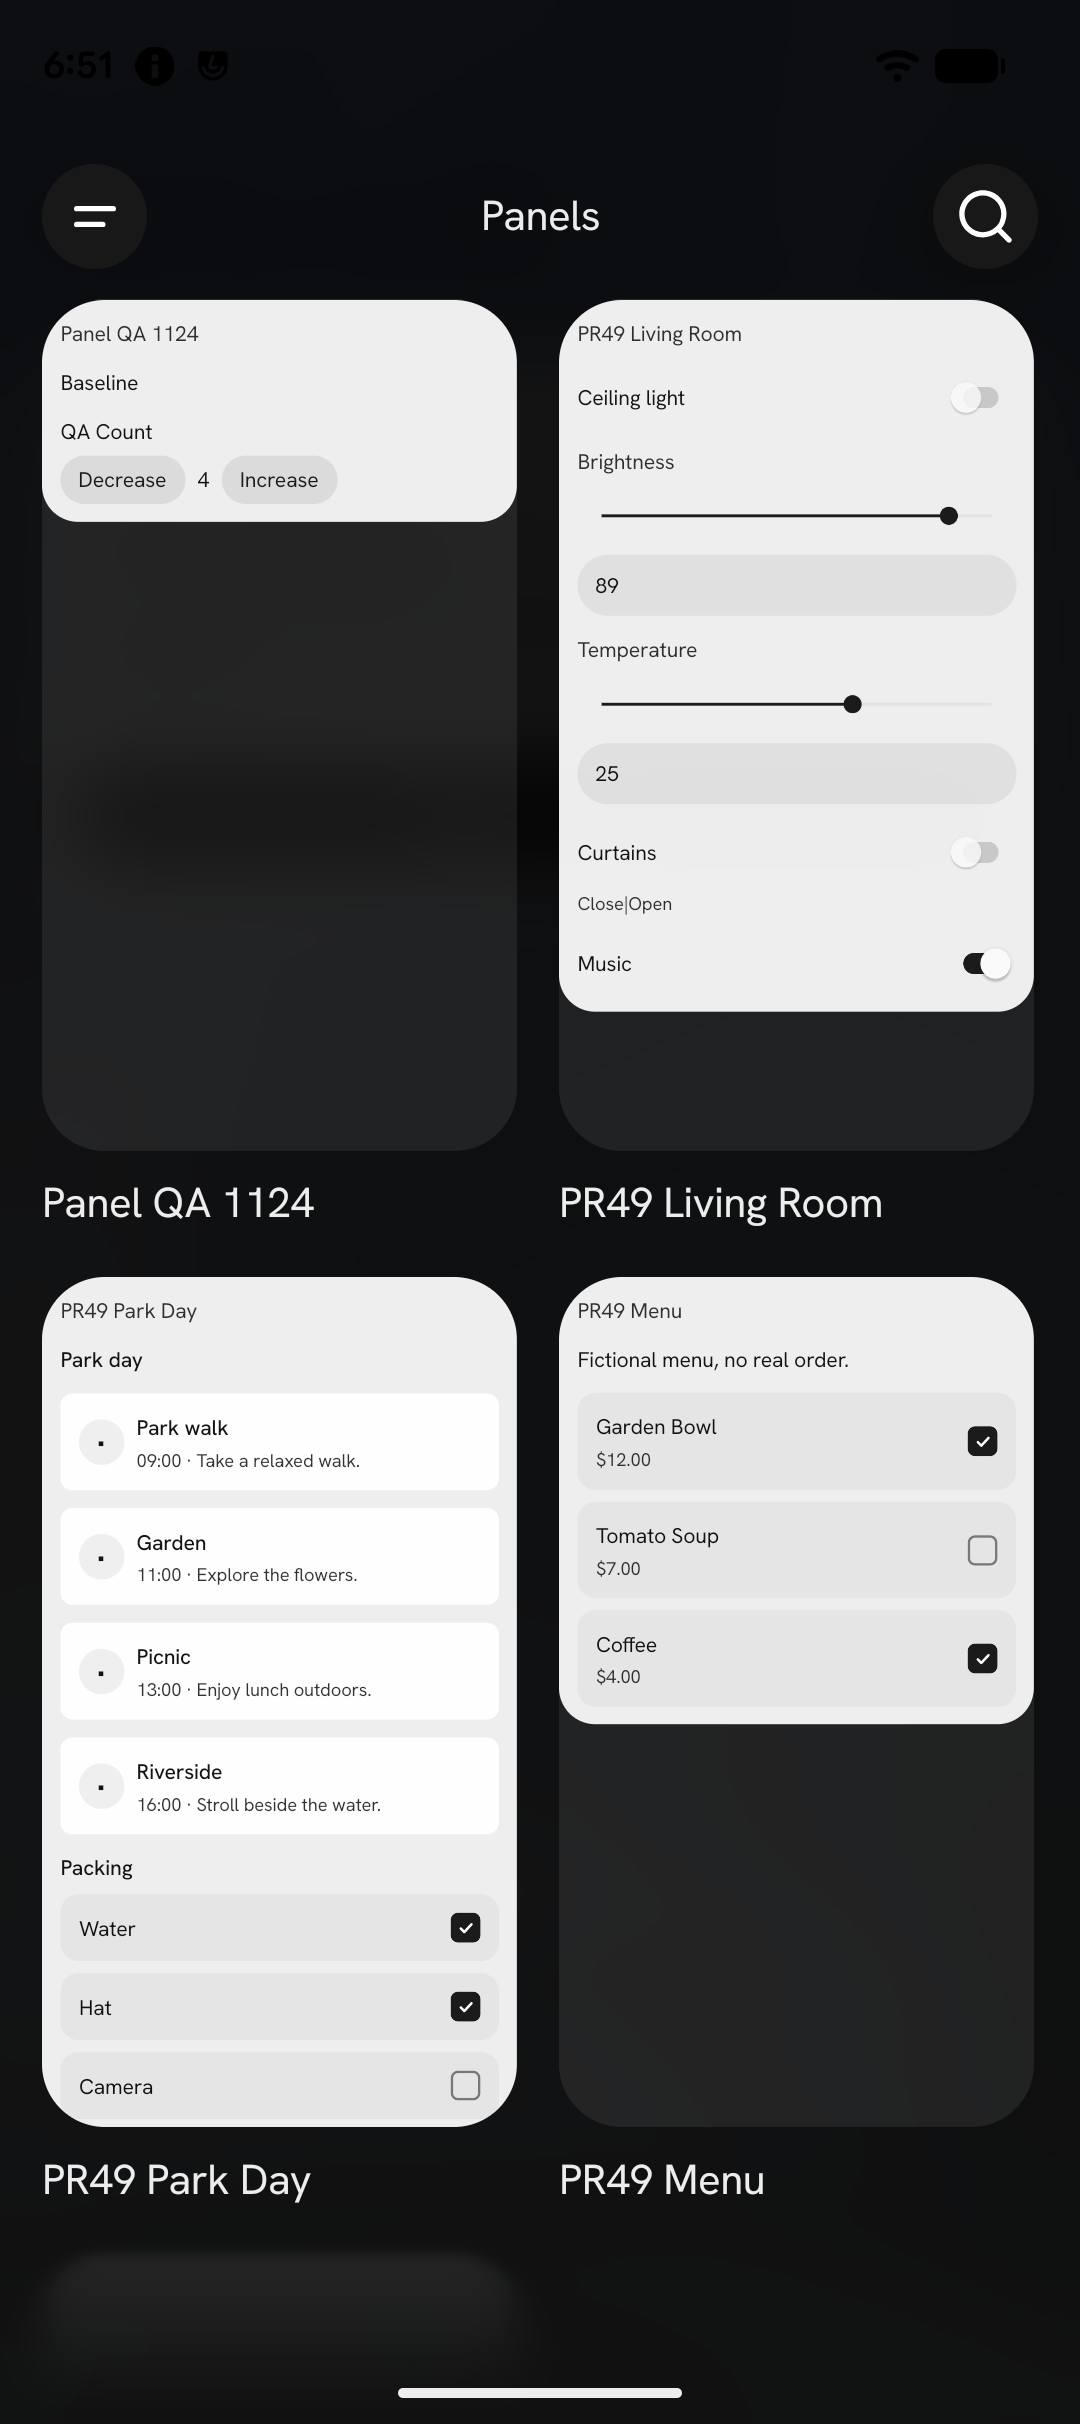 6:51
Panels
Panel QA 1124
Baseline
QA Count
Decrease 4 Increase
Panel QA 1124
PR49 Living Room
Ceiling light
Brightness
89
Temperature
25
Curtains
Close|Open
Music
PR49 Living Room
PR49 Park Day
Park day
Park walk
09:00 · Take a relaxed walk.
Garden
11:00 · Explore the flowers.
Picnic
13:00 · Enjoy lunch outdoors.
Riverside
16:00 · Stroll beside the water.
Packing
Water
Hat
Camera
PR49 Park Day
PR49 Menu
Fictional menu, no real order.
Garden Bowl
$12.00
Tomato Soup
$7.00
Coffee
$4.00
PR49 Menu